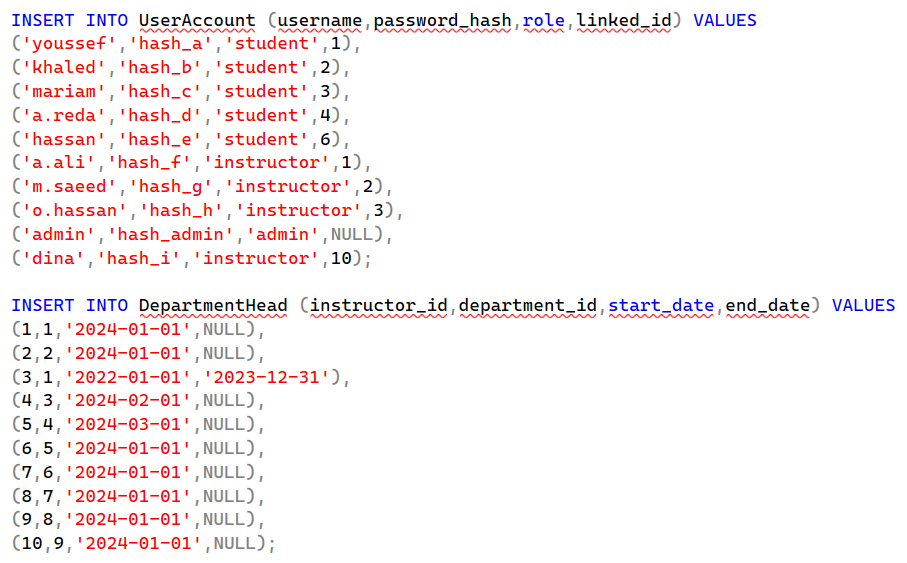 INSERT INTO UserAccount (username,password_hash,role,linked_id) VALUES
('youssef','hash_a','student',1),
('khaled','hash_b','student',2),
('mariam','hash_c','student',3),
('a.reda','hash_d','student',4),
('hassan','hash_e','student',6),
('a.ali','hash_f','instructor',1),
('m.saeed','hash_g','instructor',2),
('o.hassan','hash_h','instructor',3),
('admin','hash_admin','admin',NULL),
('dina','hash_i','instructor',10);
INSERT INTO DepartmentHead (instructor_id,department_id,start_date,end_date) VALUES
(1,1,'2024-01-01',NULL),
(2,2,'2024-01-01',NULL),
(3,1,'2022-01-01','2023-12-31'),
(4,3,'2024-02-01',NULL),
(5,4,'2024-03-01',NULL),
(6,5,'2024-01-01',NULL),
(7,6,'2024-01-01',NULL),
(8,7,'2024-01-01',NULL),
(9,8,'2024-01-01',NULL),
(10,9,'2024-01-01',NULL);